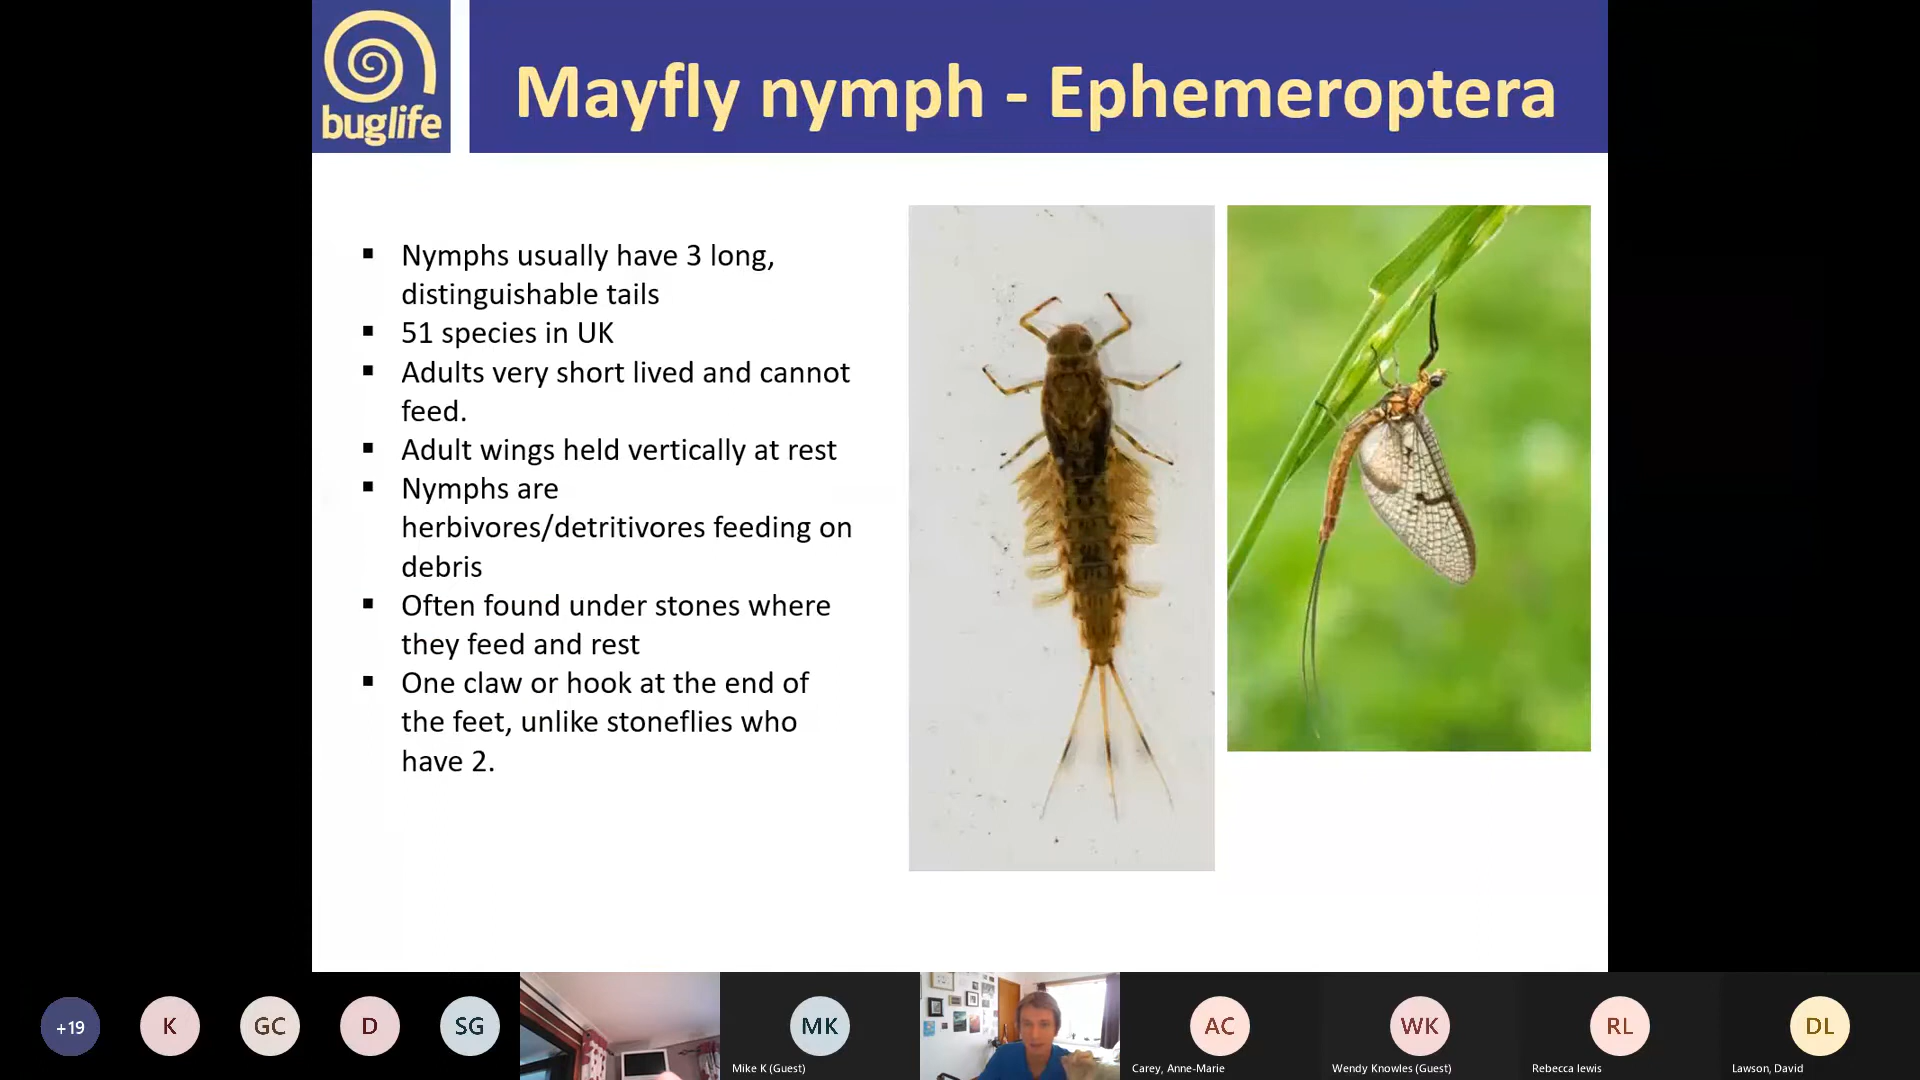 buglife
Mayfly nymph - Ephemeroptera
▪ Nymphs usually have 3 long,
distinguishable tails
▪ 51 species in UK
▪ Adults very short lived and cannot
feed.
▪ Adult wings held vertically at rest
▪ Nymphs are
herbivores/detritivores feeding on
debris
▪ Often found under stones where
they feed and rest
▪ One claw or hook at the end of
the feet, unlike stoneflies who
have 2.
+19
K
GC
D
SG
MK
Mike K (Guest)
AC
Carey, Anne-Marie
WK
Wendy Knowles (Guest)
RL
Rebecca lewis
DL
Lawson, David